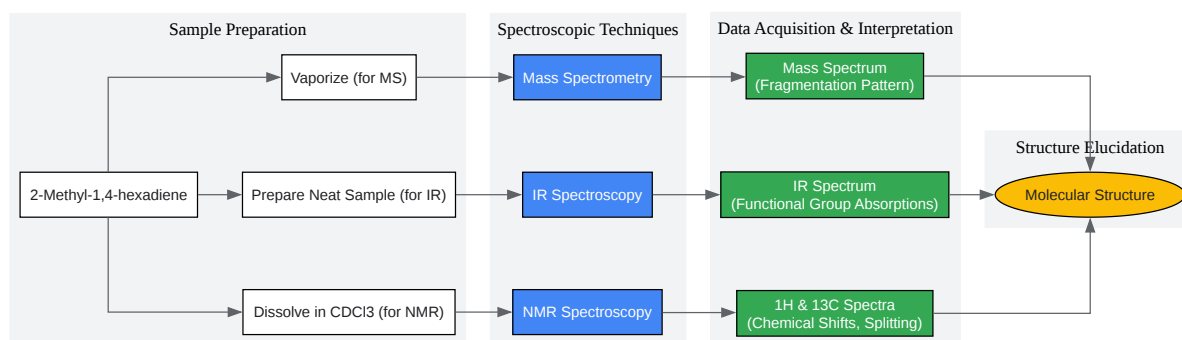 Sample Preparation
Spectroscopic Techniques
Data Acquisition & Interpretation
Vaporize (for MS)
Mass Spectrometry
Mass Spectrum
(Fragmentation Pattern)
Structure Elucidation
2-Methyl-1,4-hexadiene
Prepare Neat Sample (for IR)
IR Spectroscopy
IR Spectrum
(Functional Group Absorptions)
Molecular Structure
Dissolve in CDCl3 (for NMR)
NMR Spectroscopy
1H & 13C Spectra
(Chemical Shifts, Splitting)